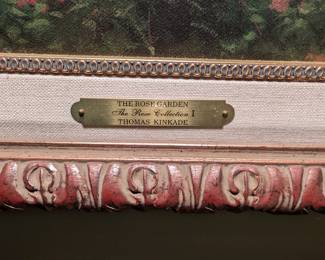 THE ROSE GARDEN
The Rose Collection I
THOMAS KINKADE